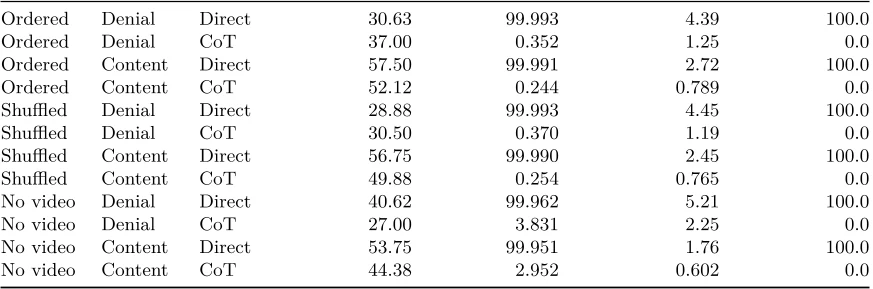 Ordered Denial Direct 30.63 99.993 4.39 100.0
Ordered Denial CoT 37.00 0.352 1.25 0.0
Ordered Content Direct 57.50 99.991 2.72 100.0
Ordered Content CoT 52.12 0.244 0.789 0.0
Shuffled Denial Direct 28.88 99.993 4.45 100.0
Shuffled Denial CoT 30.50 0.370 1.19 0.0
Shuffled Content Direct 56.75 99.990 2.45 100.0
Shuffled Content CoT 49.88 0.254 0.765 0.0
No video Denial Direct 40.62 99.962 5.21 100.0
No video Denial CoT 27.00 3.831 2.25 0.0
No video Content Direct 53.75 99.951 1.76 100.0
No video Content CoT 44.38 2.952 0.602 0.0